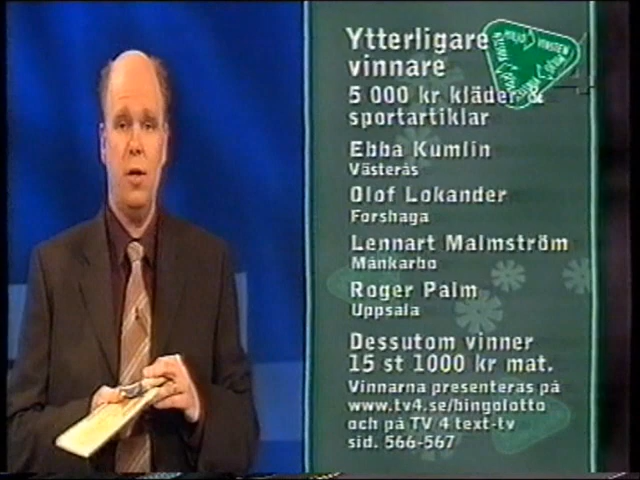 Ytterligare
vinnare
5 000 kr kläder &
sportartiklar
Ebba Kumlin
Västerås
Olof Lokander
Forshaga
Lennart Malmström
Månkarbo
Roger Palm
Uppsala
Dessutom vinner
15 st 1000 kr mat.
Vinnarna presenteras på
www.tv4.se/bingolotto
och på TV 4 text-tv
sid. 566-567